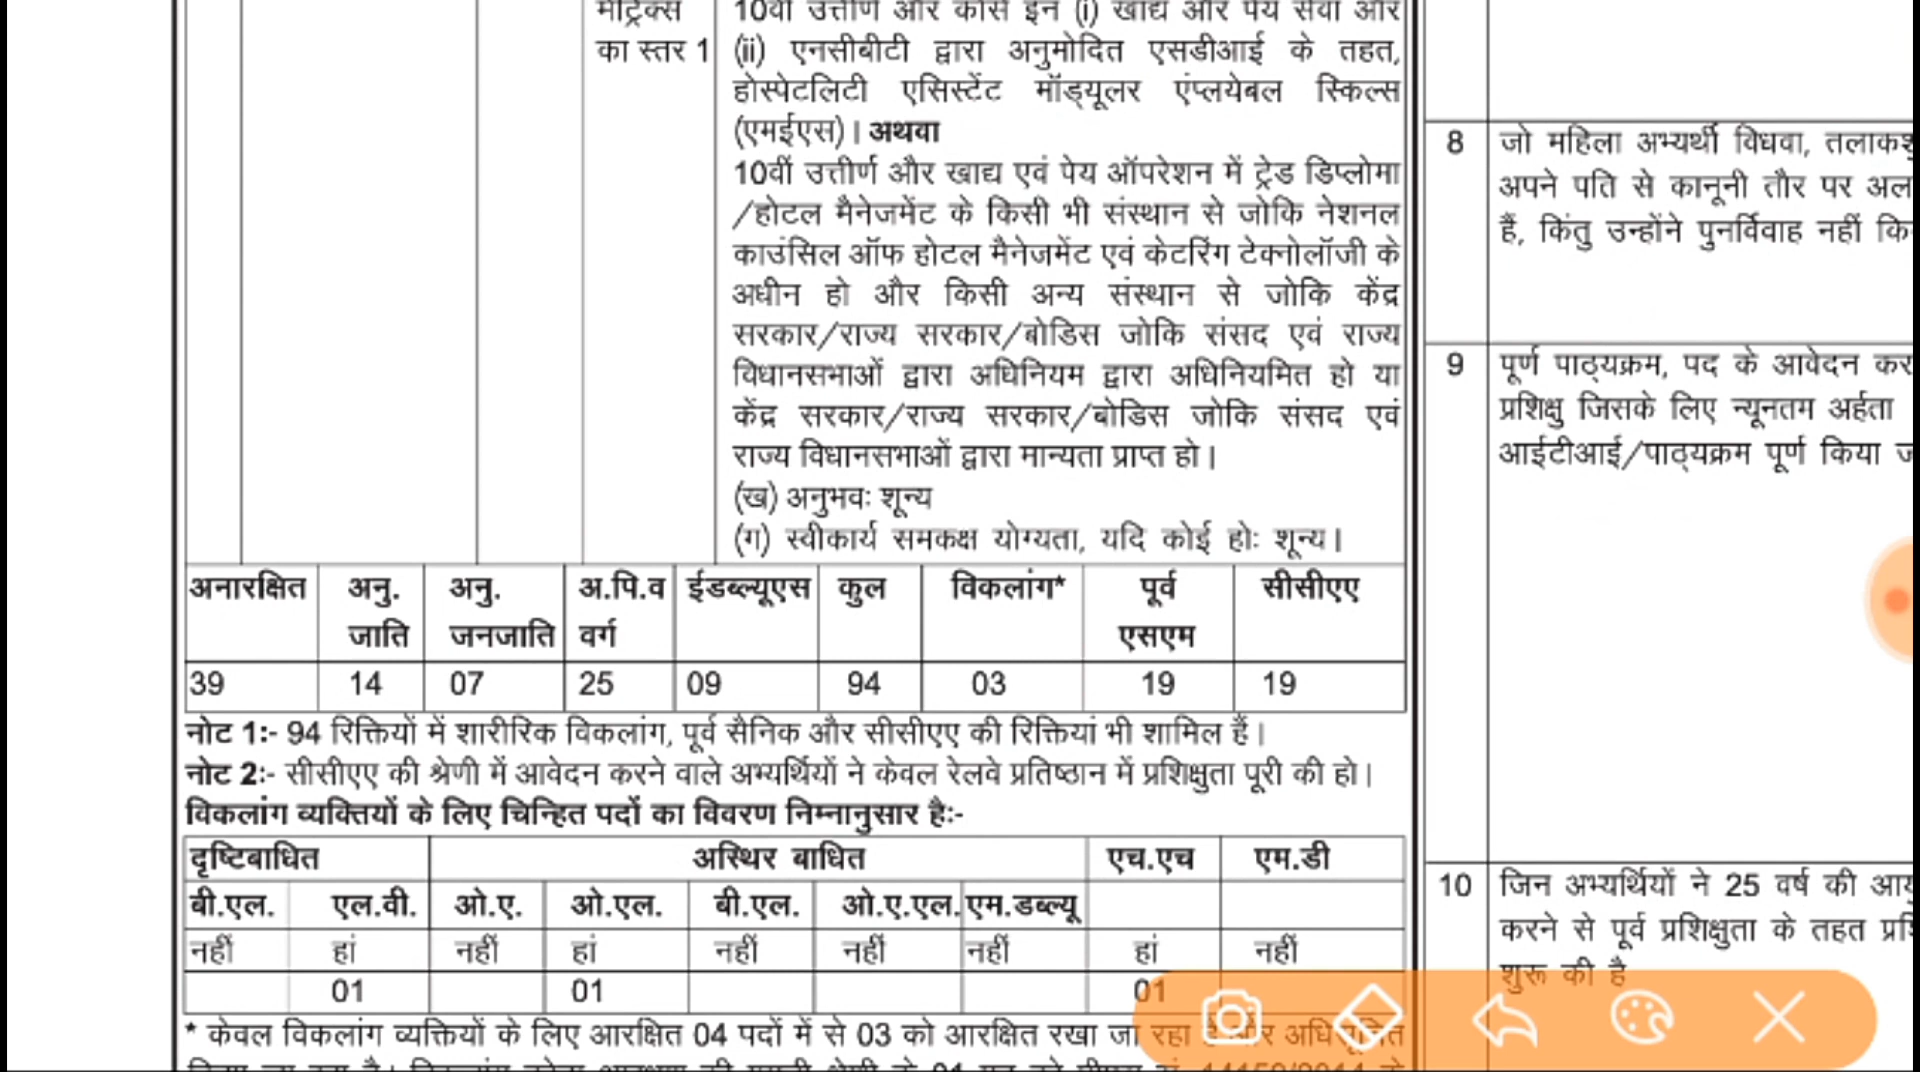 मैट्रिक्स
का स्तर 1
10वीं उत्तीर्ण और कोर्स इन (i) खाद्य और पेय सेवा और
(ii) एनसीबीटी द्वारा अनुमोदित एसडीआई के तहत,
होस्पेटलिटी एसिस्टेंट मॉड्यूलर एंप्लयेबल स्किल्स
(एमईएस)। अथवा
10वीं उत्तीर्ण और खाद्य एवं पेय ऑपरेशन में ट्रेड डिप्लोमा
/होटल मैनेजमेंट के किसी भी संस्थान से जोकि नेशनल
काउंसिल ऑफ होटल मैनेजमेंट एवं केटरिंग टेक्नोलॉजी के
अधीन हो और किसी अन्य संस्थान से जोकि केंद्र
सरकार/राज्य सरकार/बोडिस जोकि संसद एवं राज्य
विधानसभाओं द्वारा अधिनियम द्वारा अधिनियमित हो या
केंद्र सरकार/राज्य सरकार/बोडिस जोकि संसद एवं
राज्य विधानसभाओं द्वारा मान्यता प्राप्त हो।
(ख) अनुभवः शून्य
(ग) स्वीकार्य समकक्ष योग्यता, यदि कोई होः शून्य।
अनारक्षित अनु. जाति अनु. जनजाति अ.पि.व वर्ग ईडब्ल्यूएस कुल विकलांग* पूर्व एसएम सीसीएए
39 14 07 25 09 94 03 19 19
नोट 1ः- 94 रिक्तियों में शारीरिक विकलांग, पूर्व सैनिक और सीसीएए की रिक्तियां भी शामिल हैं।
नोट 2ः- सीसीएए की श्रेणी में आवेदन करने वाले अभ्यर्थियों ने केवल रेलवे प्रतिष्ठान में प्रशिक्षुता पूरी की हो।
विकलांग व्यक्तियों के लिए चिन्हित पदों का विवरण निम्नानुसार हैः-
दृष्टिबाधित अस्थिर बाधित एच.एच एम.डी
बी.एल. एल.वी. ओ.ए. ओ.एल. बी.एल. ओ.ए.एल. एम.डब्ल्यू
नहीं हां नहीं हां नहीं नहीं नहीं हां नहीं
01 01 01
* केवल विकलांग व्यक्तियों के लिए आरक्षित 04 पदों में से 03 को आरक्षित रखा जा रहा है और अधिसूचित
8 जो महिला अभ्यर्थी विधवा, तलाकशु
अपने पति से कानूनी तौर पर अल
हैं, किंतु उन्होंने पुनर्विवाह नहीं कि
9 पूर्ण पाठ्यक्रम, पद के आवेदन कर
प्रशिक्षु जिसके लिए न्यूनतम अर्हता
आईटीआई/पाठ्यक्रम पूर्ण किया ज
10 जिन अभ्यर्थियों ने 25 वर्ष की आयु
करने से पूर्व प्रशिक्षुता के तहत प्रशि
शुरू की है